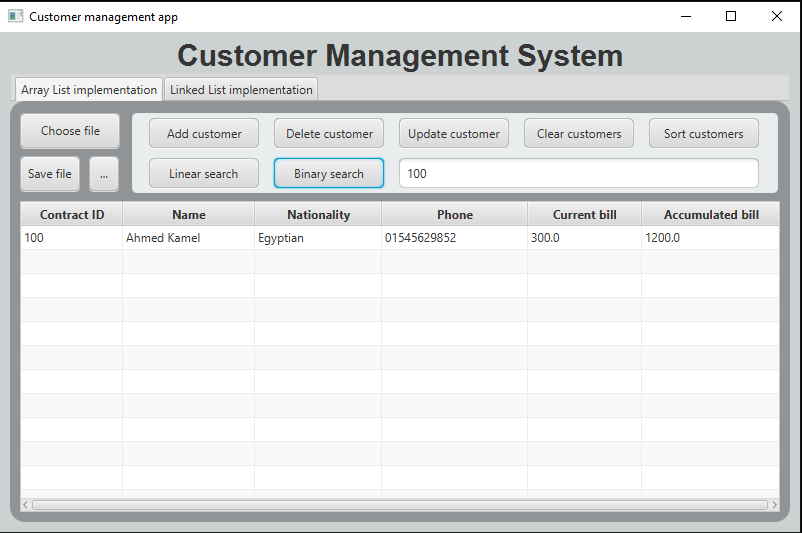 Customer management app
Customer Management System
Array List implementation Linked List implementation
Choose file Add customer Delete customer Update customer Clear customers Sort customers
Save file ... Linear search Binary search 100
Contract ID Name Nationality Phone Current bill Accumulated bill
100 Ahmed Kamel Egyptian 01545629852 300.0 1200.0